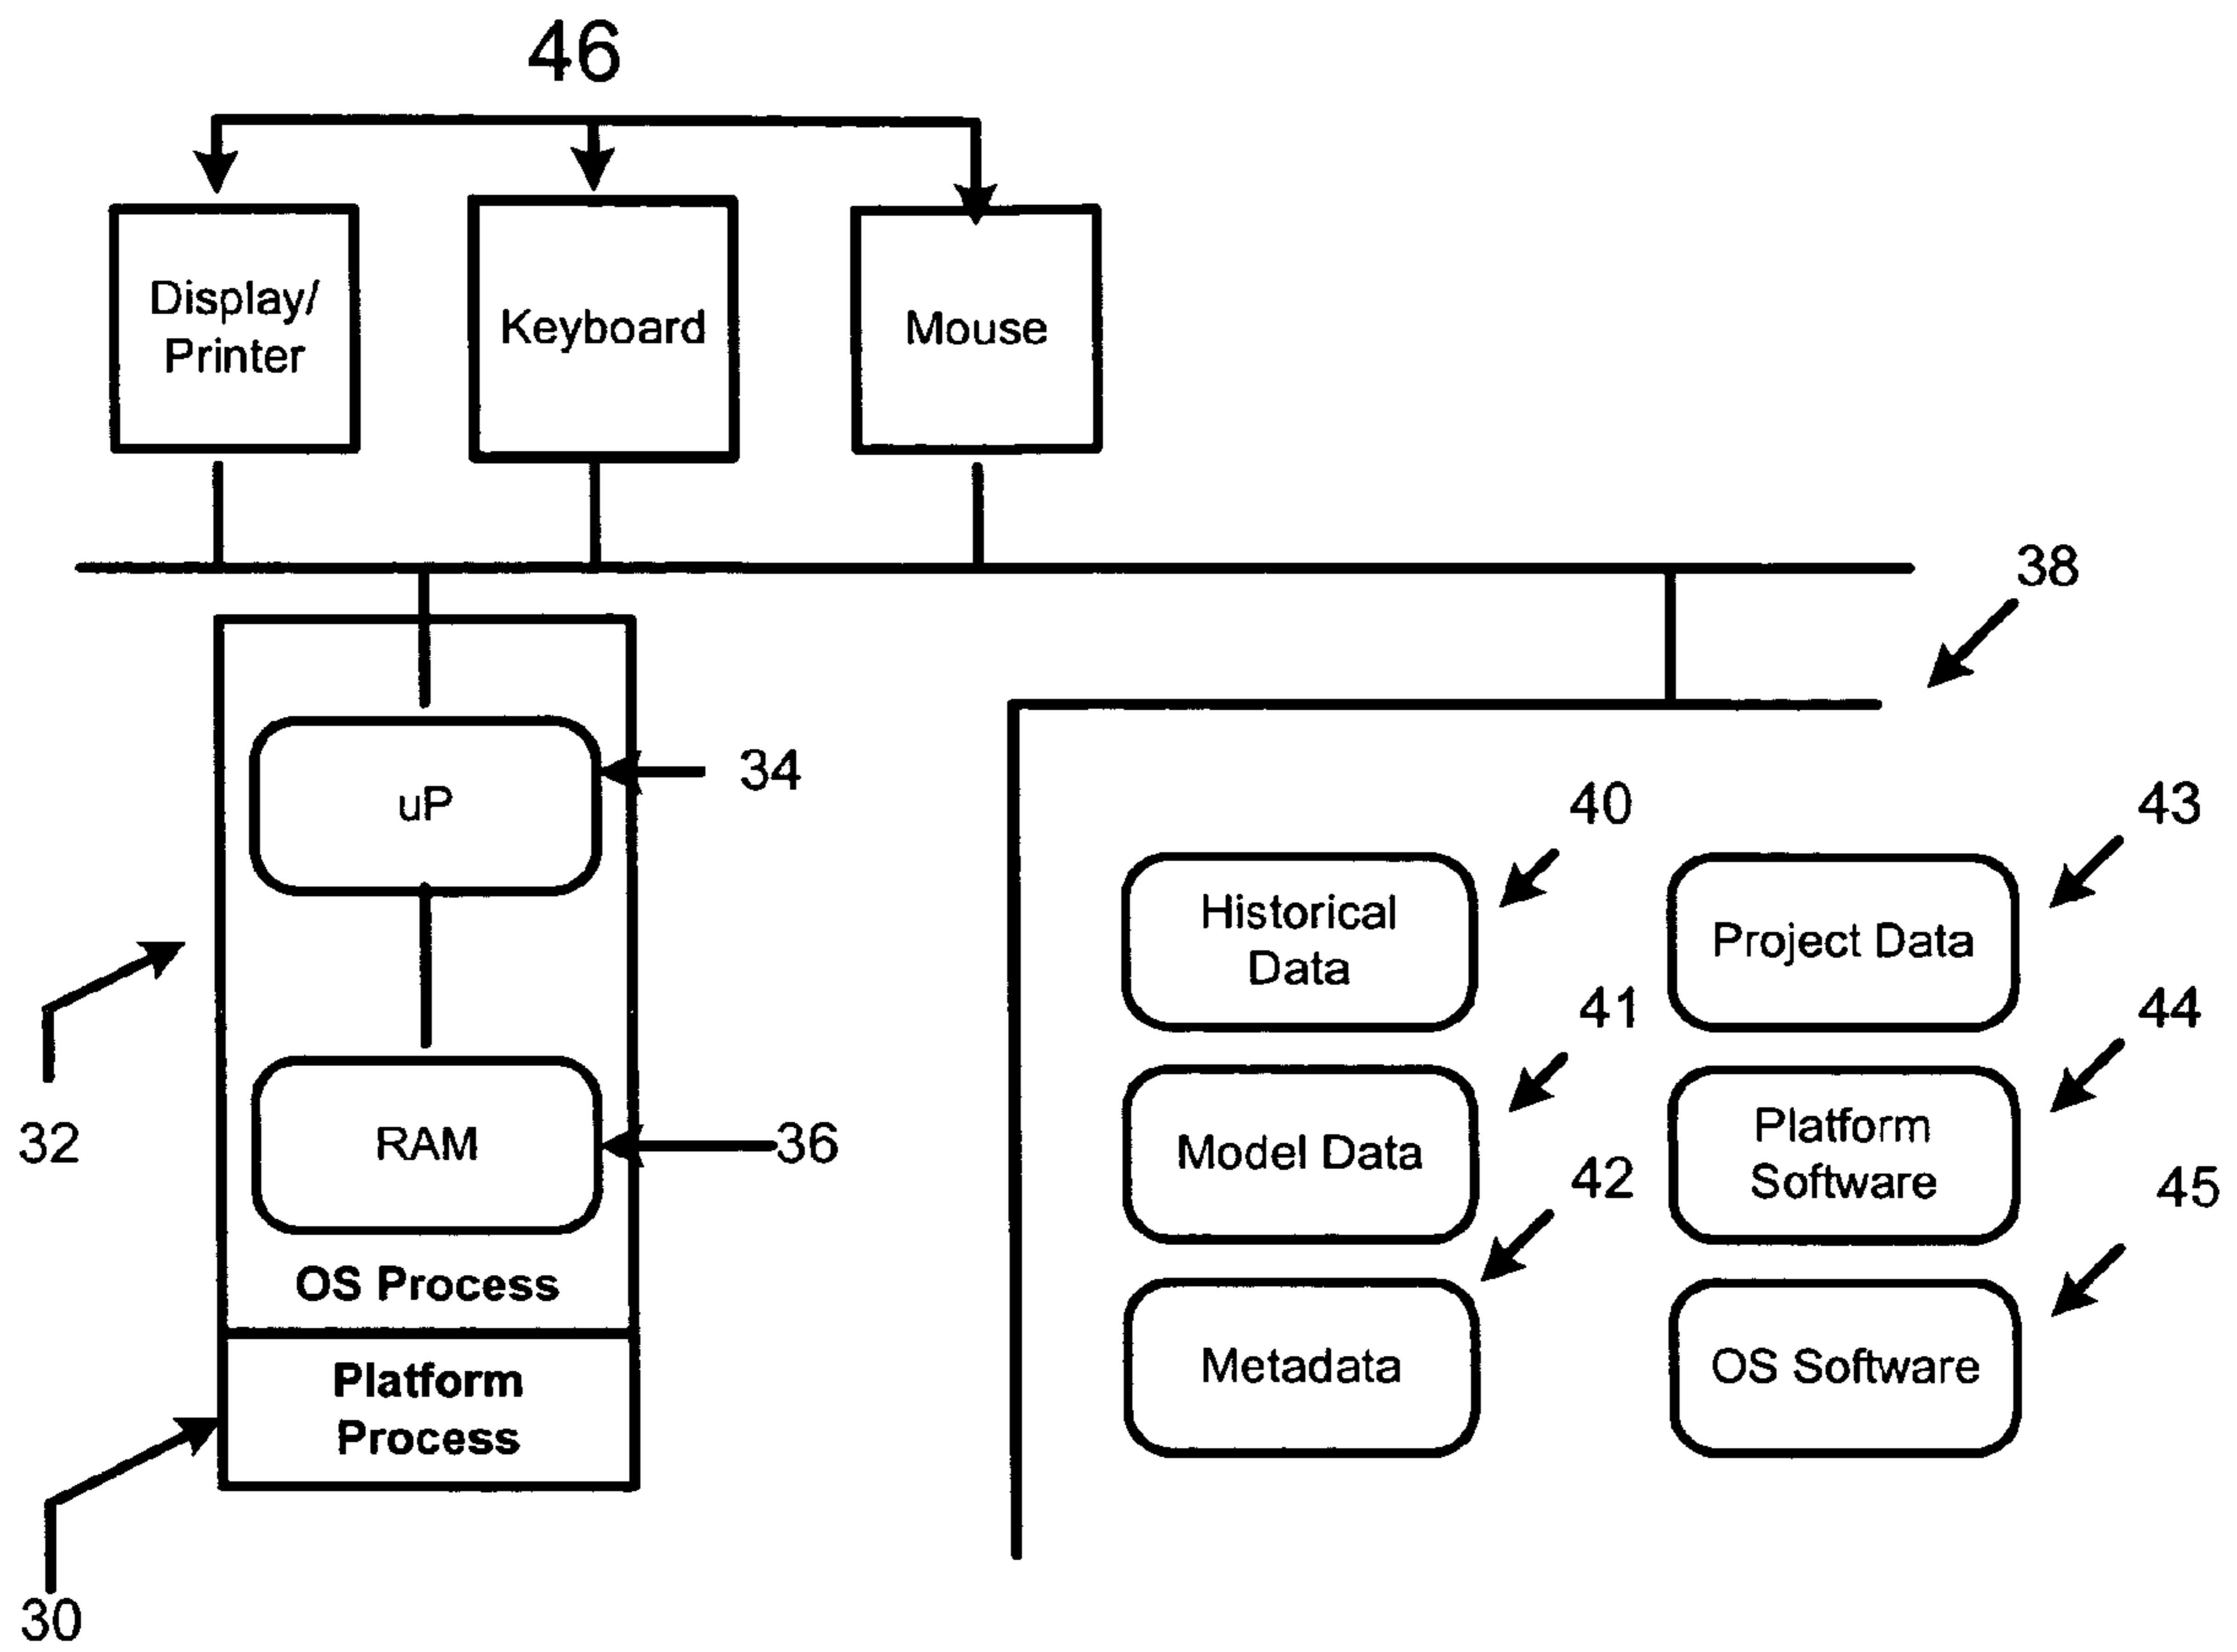 46
Display/
Printer
Keyboard
Mouse
38
34
uP
40
43
Historical
Data
Project Data
41
44
32
RAM
36
Model Data
Platform
Software
42
45
OS Process
Platform
Process
Metadata
OS Software
30